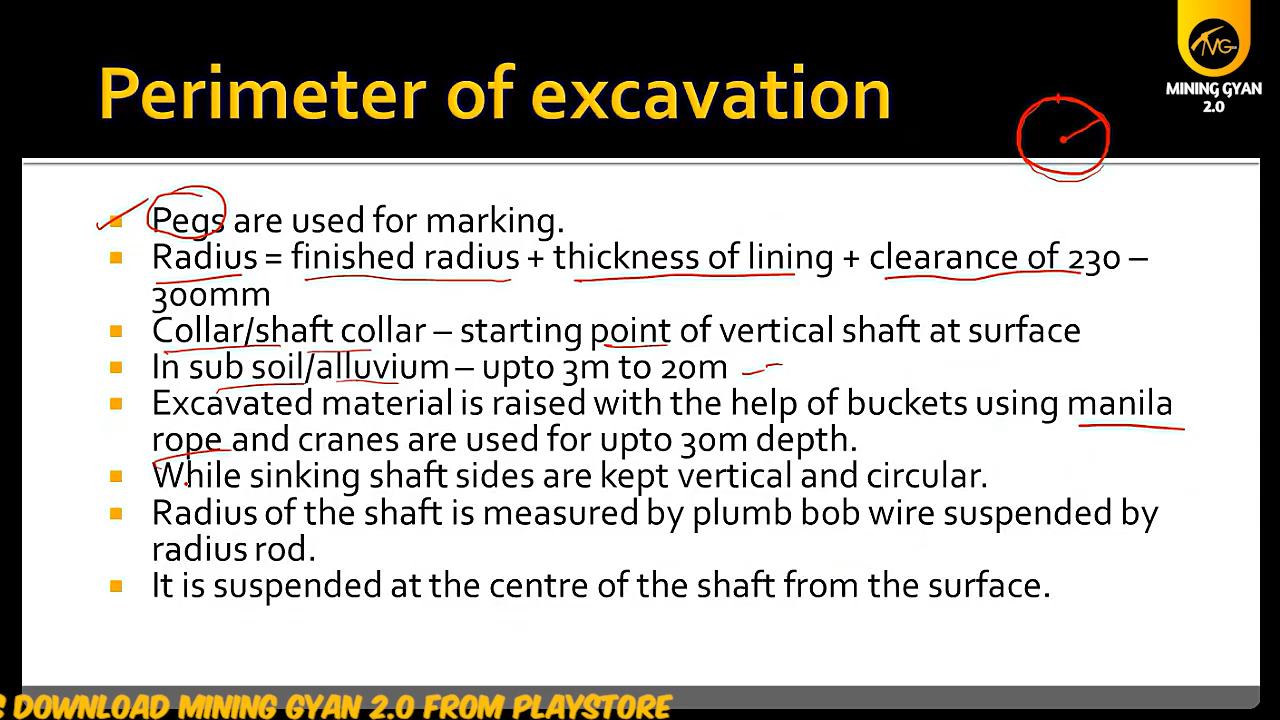 Perimeter of excavation
MG
MINING GYAN
2.0
Pegs are used for marking.
Radius = finished radius + thickness of lining + clearance of 230 –
300mm
Collar/shaft collar – starting point of vertical shaft at surface
In sub soil/alluvium – upto 3m to 20m
Excavated material is raised with the help of buckets using manila
rope and cranes are used for upto 30m depth.
While sinking shaft sides are kept vertical and circular.
Radius of the shaft is measured by plumb bob wire suspended by
radius rod.
It is suspended at the centre of the shaft from the surface.
S DOWNLOAD MINING GYAN 2.0 FROM PLAYSTORE